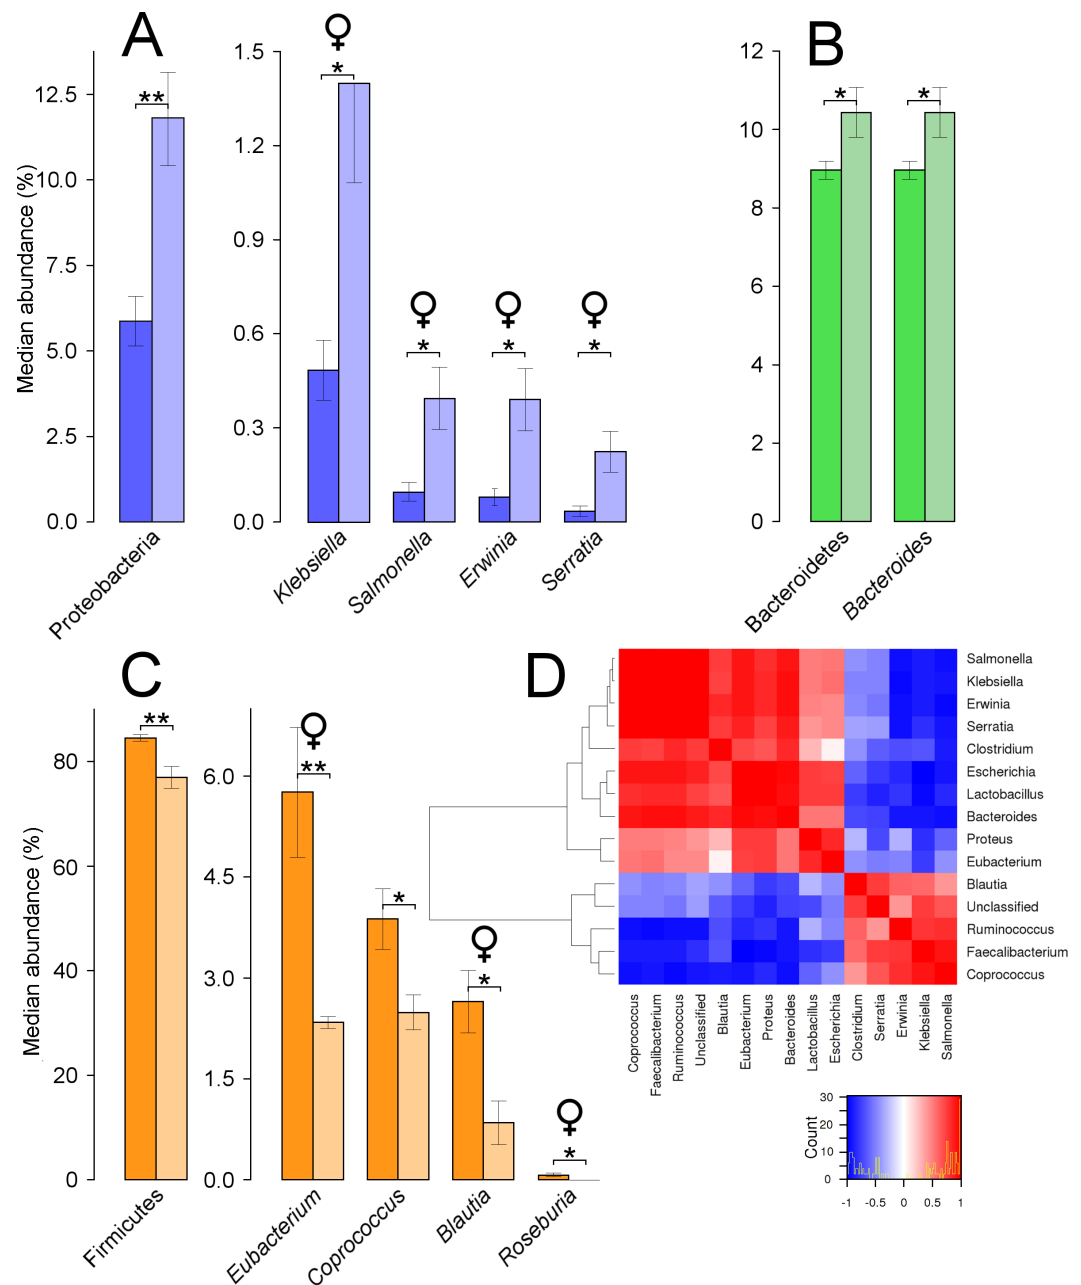 A
♀
B
Median abundance (%)
12.5
10.0
7.5
5.0
2.5
0.0
**
Proteobacteria
1.5
1.2
0.9
0.6
0.3
0.0
*
♀
*
♀
*
♀
*
Klebsiella
Salmonella
Erwinia
Serratia
12
10
8
6
4
2
0
*
*
Bacteroidetes
Bacteroides
C
Median abundance (%)
80
60
40
20
0
**
Firmicutes
6.0
4.5
3.0
1.5
0.0
♀
**
*
♀
*
♀
*
Eubacterium
Coprococcus
Blautia
Roseburia
D
Salmonella
Klebsiella
Erwinia
Serratia
Clostridium
Escherichia
Lactobacillus
Bacteroides
Proteus
Eubacterium
Blautia
Unclassified
Ruminococcus
Faecalibacterium
Coprococcus
Coprococcus
Faecalibacterium
Ruminococcus
Unclassified
Blautia
Eubacterium
Proteus
Bacteroides
Lactobacillus
Escherichia
Clostridium
Serratia
Erwinia
Klebsiella
Salmonella
Count
30
20
10
0
-1 -0.5 0 0.5 1